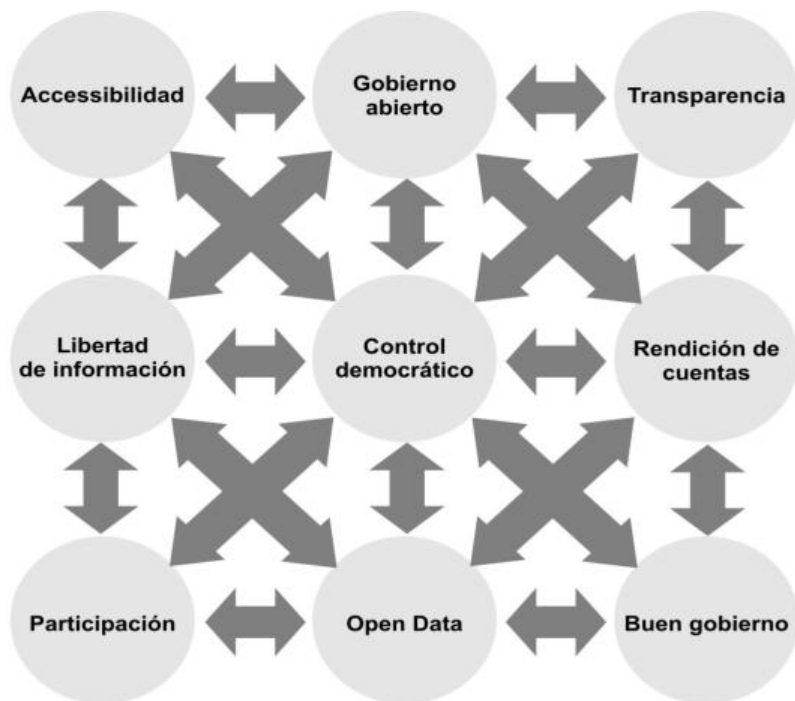 Accessibilidad
Gobierno
abierto
Transparencia
Libertad
de información
Control
democrático
Rendición de
cuentas
Participación
Open Data
Buen gobierno